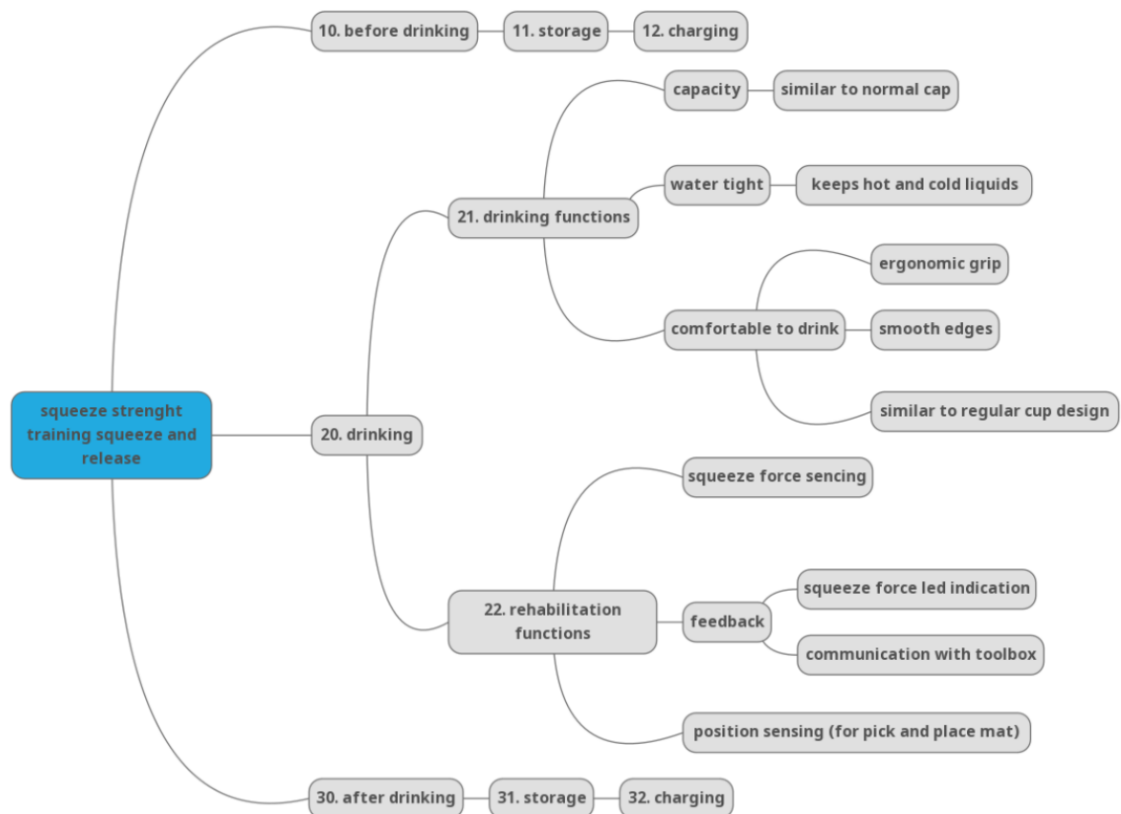 10. before drinking
11. storage
12. charging
capacity
similar to normal cap
water tight
keeps hot and cold liquids
21. drinking functions
ergonomic grip
comfortable to drink
smooth edges
similar to regular cup design
squeeze strenght
training squeeze and
release
20. drinking
squeeze force sencing
22. rehabilitation
functions
feedback
squeeze force led indication
communication with toolbox
position sensing (for pick and place mat)
30. after drinking
31. storage
32. charging